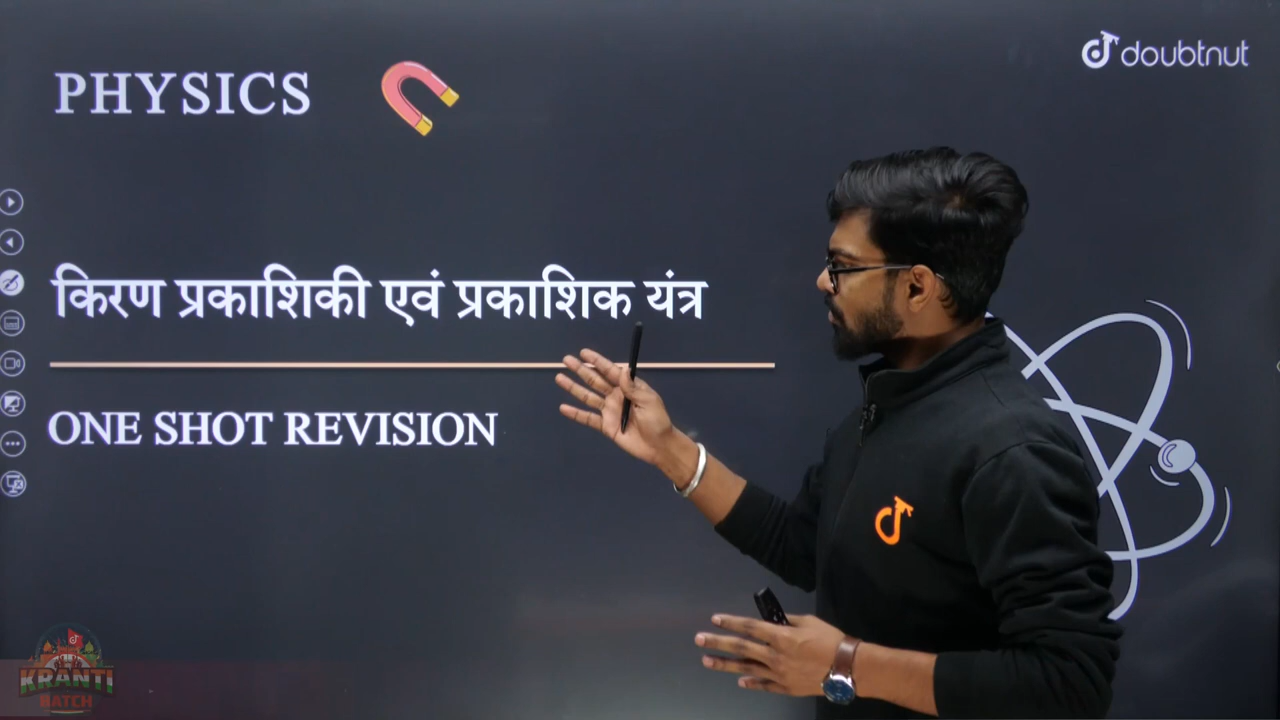 PHYSICS
doubtnut
किरण प्रकाशिकी एवं प्रकाशिक यंत्र
ONE SHOT REVISION
KRANTI
BATCH